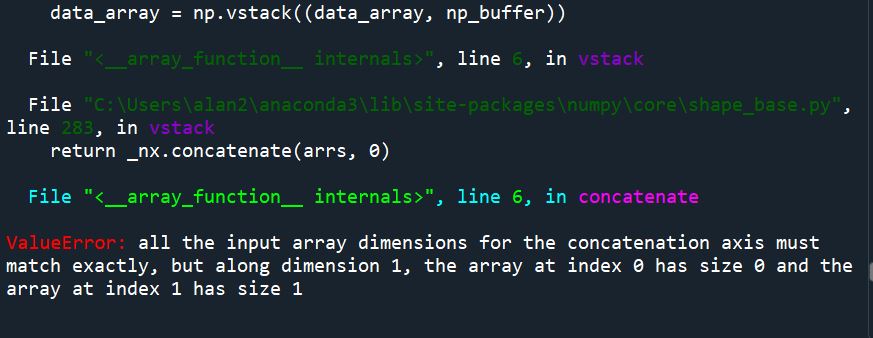 data_array = np.vstack((data_array, np_buffer))
File "<__array_function__ internals>", line 6, in vstack
File "C:\Users\alan2\anaconda3\lib\site-packages\numpy\core\shape_base.py",
line 283, in vstack
return _nx.concatenate(arrs, 0)
File "<__array_function__ internals>", line 6, in concatenate
ValueError: all the input array dimensions for the concatenation axis must
match exactly, but along dimension 1, the array at index 0 has size 0 and the
array at index 1 has size 1